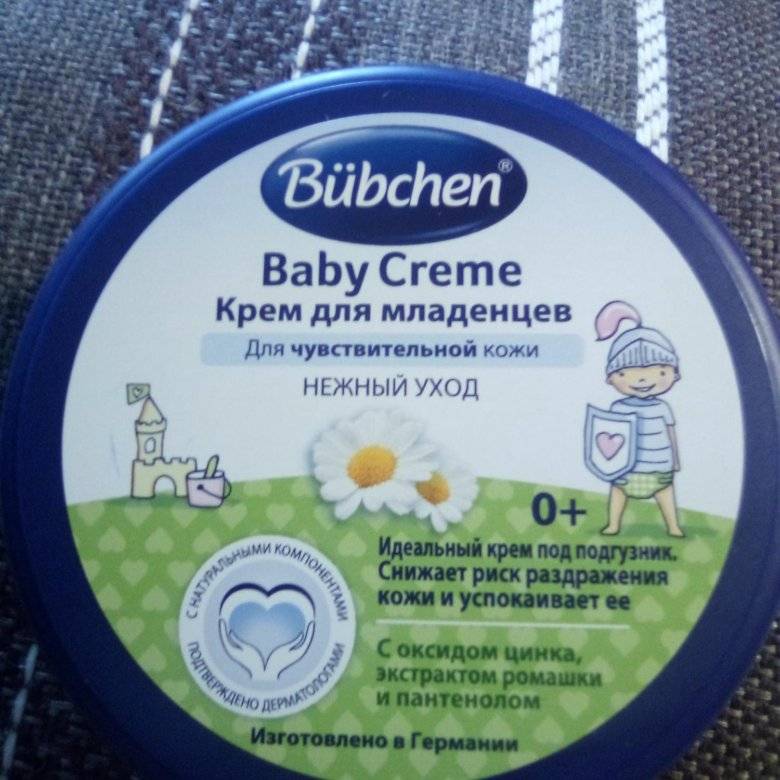 Bübchen®
Baby Creme
Крем для младенцев
Для чувствительной кожи
НЕЖНЫЙ УХОД
0+
Идеальный крем под подгузник.
Снижает риск раздражения
кожи и успокаивает ее
С оксидом цинка,
экстрактом ромашки
и пантенолом
С НАТУРАЛЬНЫМИ КОМПОНЕНТАМИ
ПОДТВЕРЖДЕНО ДЕРМАТОЛОГАМИ
Изготовлено в Германии